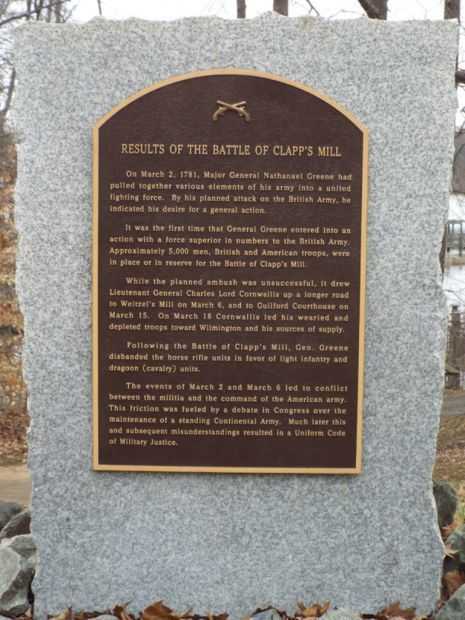 RESULTS OF THE BATTLE OF CLAPP'S MILL
On March 2, 1781, Major General Nathanael Greene had
pulled together various elements of his army into a united
fighting force. By his planned attack on the British Army, he
indicated his desire for a general action.
It was the first time that General Greene entered into an
action with a force superior in numbers to the British Army.
Approximately 5,000 men, British and American troops, were
in place or in reserve for the Battle of Clapp's Mill.
While the planned ambush was unsuccessful, it drew
Lieutenant General Charles Lord Cornwallis up a longer road
to Weitzel's Mill on March 6, and to Guilford Courthouse on
March 15. On March 18 Cornwallis led his wearied and
depleted troops toward Wilmington and his sources of supply.
Following the Battle of Clapp's Mill, Gen. Greene
disbanded the horse rifle units in favor of light infantry and
dragoon (cavalry) units.
The events of March 2 and March 6 led to conflict
between the militia and the command of the American army.
This friction was fueled by a debate in Congress over the
maintenance of a standing Continental Army. Much later this
and subsequent misunderstandings resulted in a Uniform Code
of Military Justice.